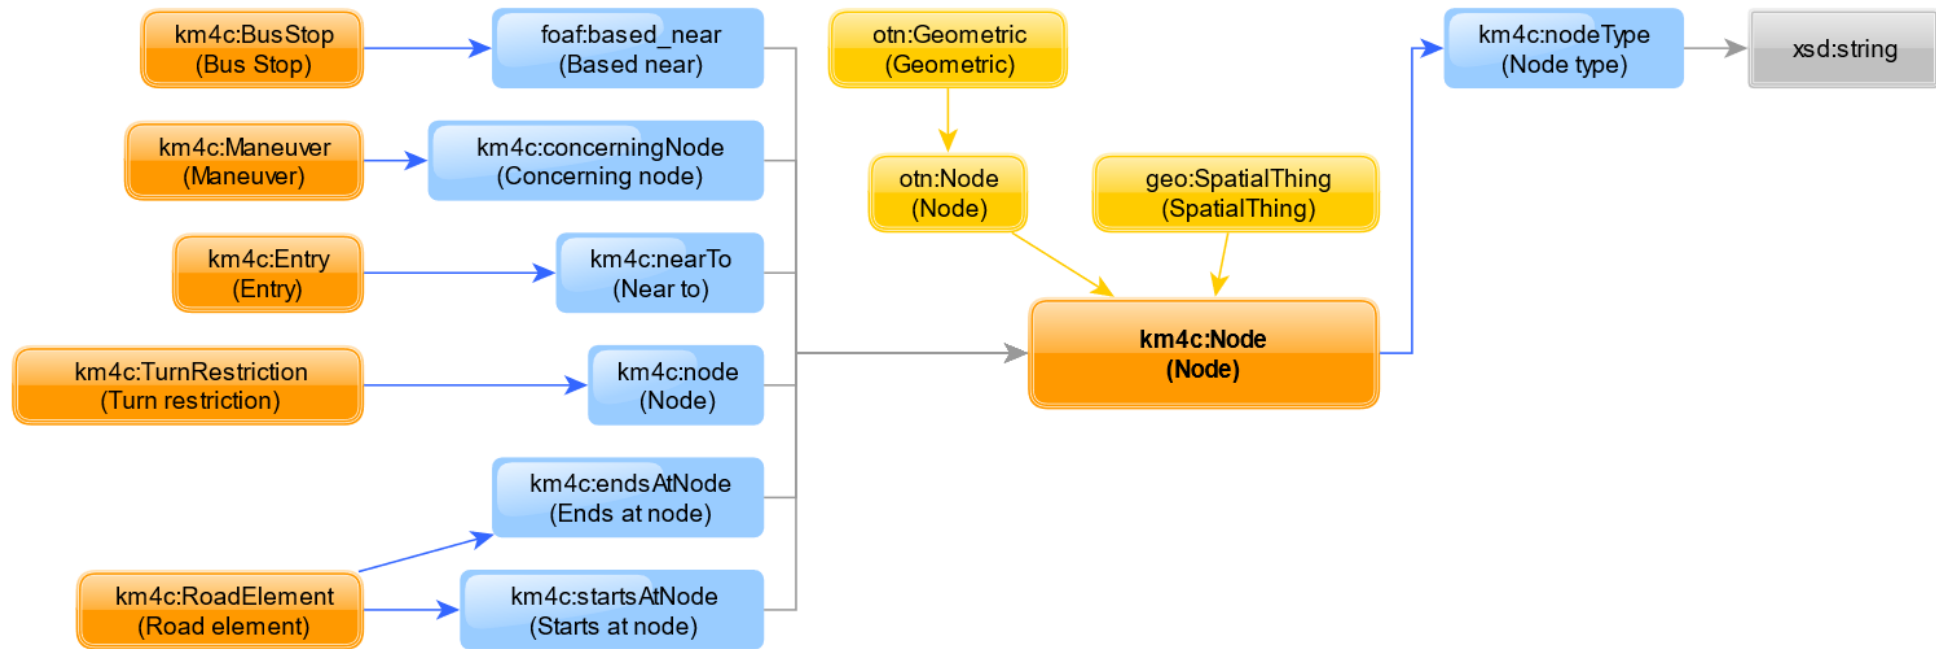 km4c:BusStop
(Bus Stop)
foaf:based_near
(Based near)
otn:Geometric
(Geometric)
km4c:nodeType
(Node type)
xsd:string
km4c:Maneuver
(Maneuver)
km4c:concerningNode
(Concerning node)
otn:Node
(Node)
geo:SpatialThing
(SpatialThing)
km4c:Entry
(Entry)
km4c:nearTo
(Near to)
km4c:Node
(Node)
km4c:TurnRestriction
(Turn restriction)
km4c:node
(Node)
km4c:endsAtNode
(Ends at node)
km4c:RoadElement
(Road element)
km4c:startsAtNode
(Starts at node)